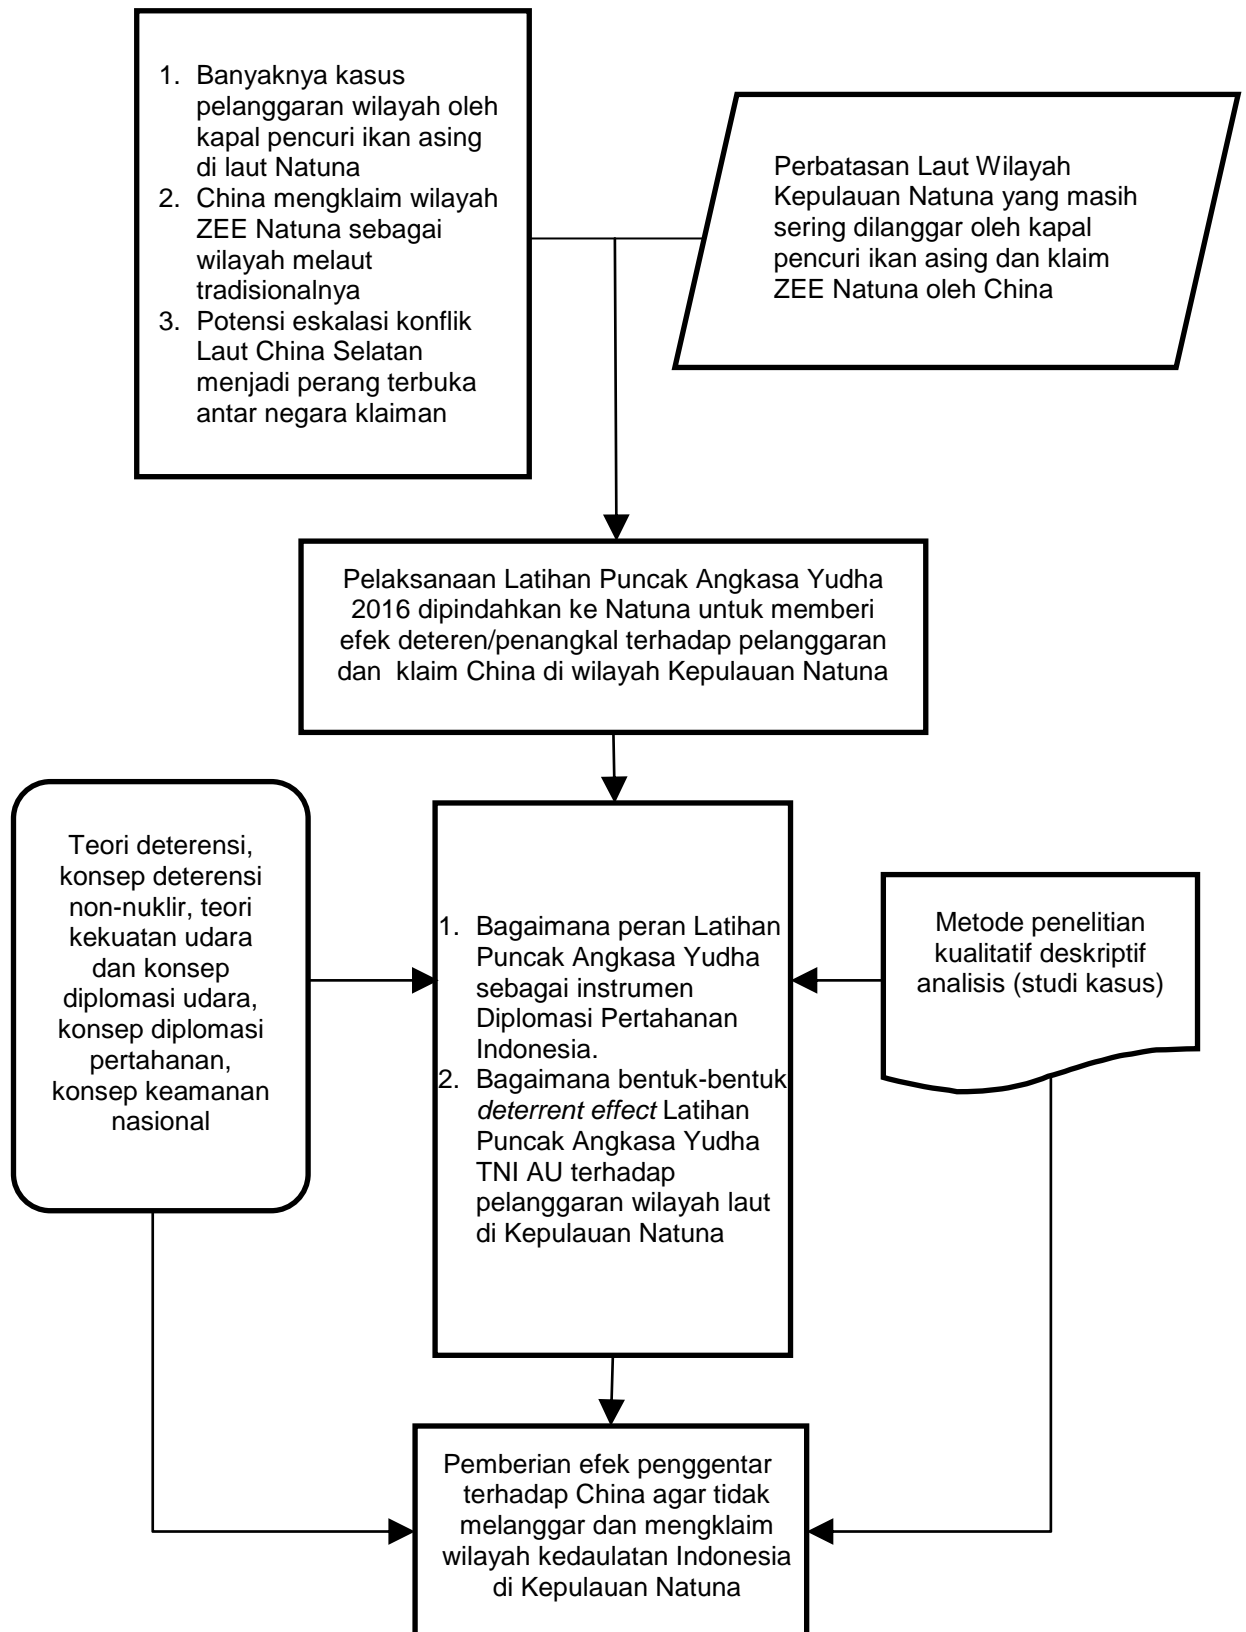 1. Banyaknya kasus
pelanggaran wilayah oleh
kapal pencuri ikan asing
di laut Natuna
2. China mengklaim wilayah
ZEE Natuna sebagai
wilayah melaut
tradisionalnya
3. Potensi eskalasi konflik
Laut China Selatan
menjadi perang terbuka
antar negara klaiman
Perbatasan Laut Wilayah
Kepulauan Natuna yang masih
sering dilanggar oleh kapal
pencuri ikan asing dan klaim
ZEE Natuna oleh China
Pelaksanaan Latihan Puncak Angkasa Yudha
2016 dipindahkan ke Natuna untuk memberi
efek deteren/penangkal terhadap pelanggaran
dan klaim China di wilayah Kepulauan Natuna
Teori deterensi,
konsep deterensi
non-nuklir, teori
kekuatan udara
dan konsep
diplomasi udara,
konsep diplomasi
pertahanan,
konsep keamanan
nasional
1. Bagaimana peran Latihan
Puncak Angkasa Yudha
sebagai instrumen
Diplomasi Pertahanan
Indonesia.
2. Bagaimana bentuk-bentuk
deterrent effect Latihan
Puncak Angkasa Yudha
TNI AU terhadap
pelanggaran wilayah laut
di Kepulauan Natuna
Metode penelitian
kualitatif deskriptif
analisis (studi kasus)
Pemberian efek penggentar
terhadap China agar tidak
melanggar dan mengklaim
wilayah kedaulatan Indonesia
di Kepulauan Natuna